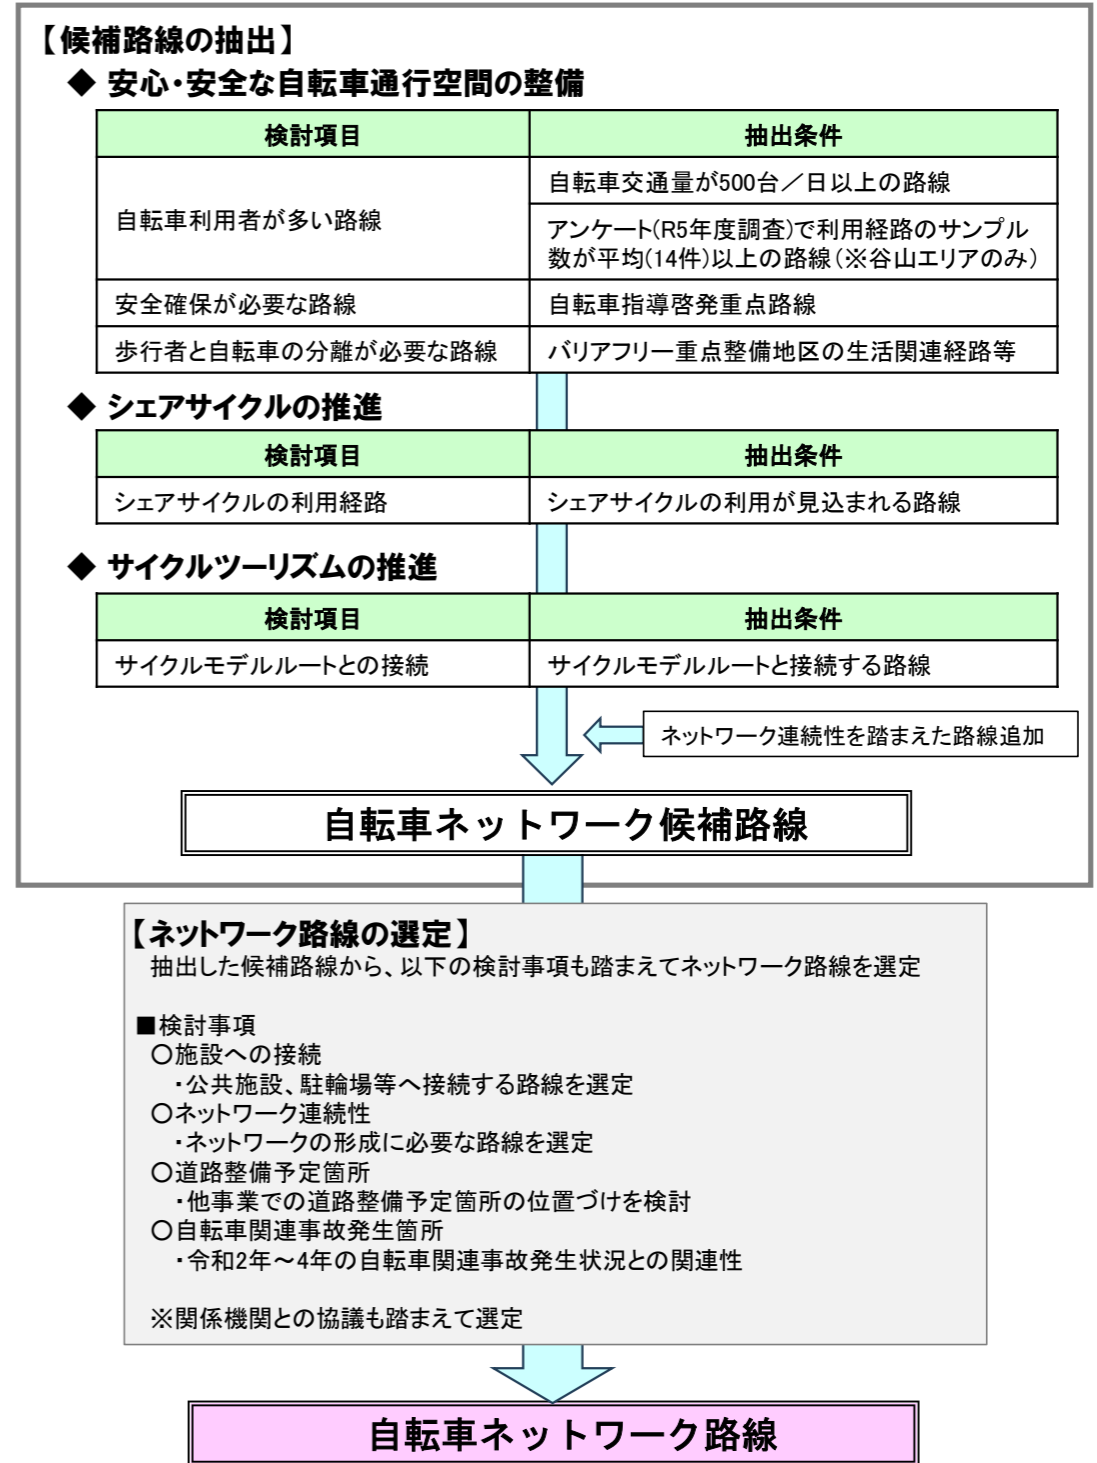 【候補路線の抽出】
◆ 安心・安全な自転車通行空間の整備
検討項目
抽出条件
自転車利用者が多い路線
自転車交通量が500台／日以上の路線
アンケート(R5年度調査)で利用経路のサンプル
数が平均(14件)以上の路線(※谷山エリアのみ)
安全確保が必要な路線
自転車指導啓発重点路線
歩行者と自転車の分離が必要な路線
バリアフリー重点整備地区の生活関連経路等
◆ シェアサイクルの推進
検討項目
抽出条件
シェアサイクルの利用経路
シェアサイクルの利用が見込まれる路線
◆ サイクルツーリズムの推進
検討項目
抽出条件
サイクルモデルルートとの接続
サイクルモデルルートと接続する路線
ネットワーク連続性を踏まえた路線追加
自転車ネットワーク候補路線
【ネットワーク路線の選定】
抽出した候補路線から、以下の検討事項も踏まえてネットワーク路線を選定
■検討事項
○施設への接続
・公共施設、駐輪場等へ接続する路線を選定
○ネットワーク連続性
・ネットワークの形成に必要な路線を選定
○道路整備予定箇所
・他事業での道路整備予定箇所の位置づけを検討
○自転車関連事故発生箇所
・令和2年～4年の自転車関連事故発生状況との関連性
※関係機関との協議も踏まえて選定
自転車ネットワーク路線